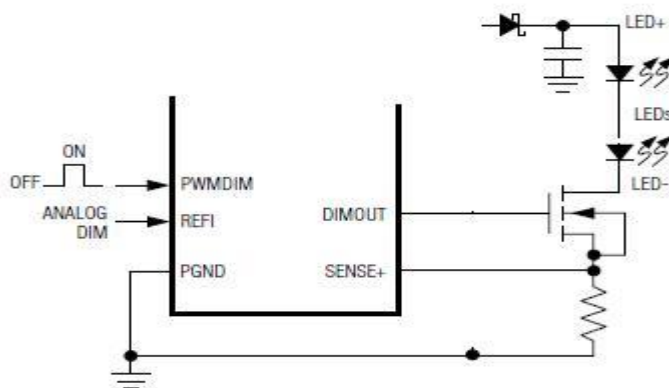 LED+
LEDs
LED–
ON
OFF
PWMDIM
ANALOG
DIM
REFI
DIMOUT
PGND
SENSE+